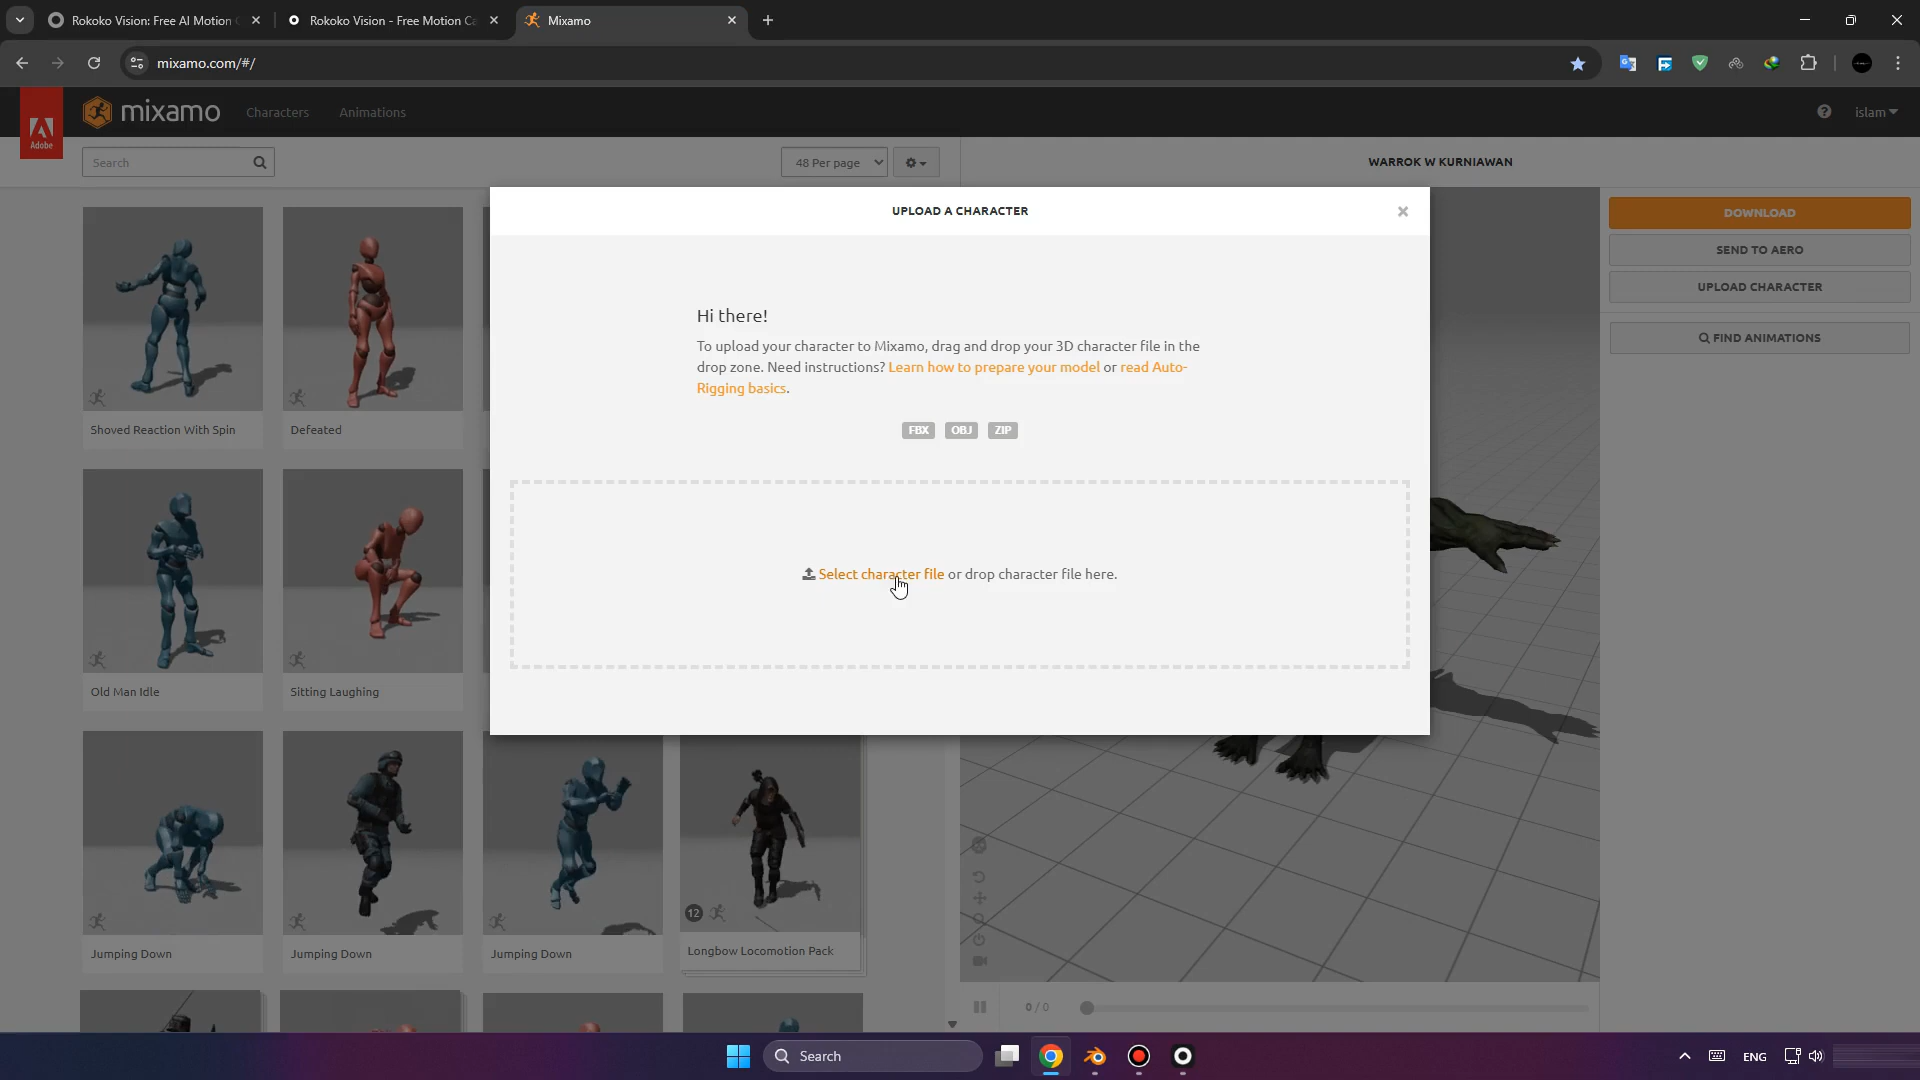 Rokoko Vision: Free AI Motion
Rokoko Vision - Free Motion Ca
Mixamo
mixamo.com/#/
Adobe
mixamo
Characters
Animations
islam
Search
48 Per page
WARROK W KURNIAWAN
UPLOAD A CHARACTER
DOWNLOAD
SEND TO AERO
UPLOAD CHARACTER
FIND ANIMATIONS
Hi there!
To upload your character to Mixamo, drag and drop your 3D character file in the
drop zone. Need instructions? Learn how to prepare your model or read Auto-
Rigging basics.
FBX OBJ ZIP
Select character file or drop character file here.
Shoved Reaction With Spin
Defeated
Old Man Idle
Sitting Laughing
12
Jumping Down
Jumping Down
Jumping Down
Longbow Locomotion Pack
0 / 0
Search
ENG